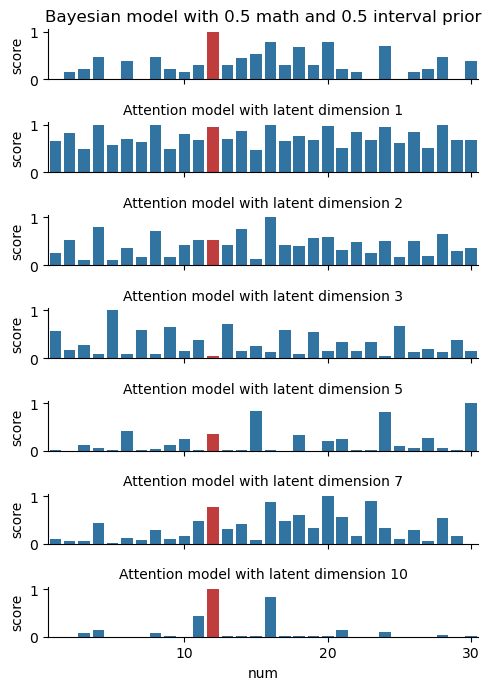 Bayesian model with 0.5 math and 0.5 interval prior
score
1
0
Attention model with latent dimension 1
score
1
0
Attention model with latent dimension 2
score
1
0
Attention model with latent dimension 3
score
1
0
Attention model with latent dimension 5
score
1
0
Attention model with latent dimension 7
score
1
0
Attention model with latent dimension 10
score
1
0
10 20 30
num